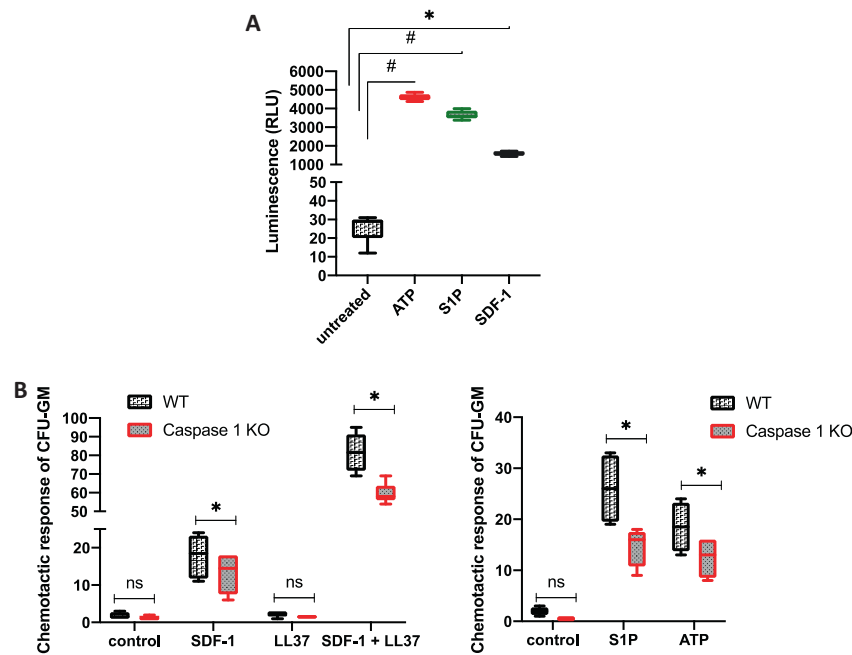 A
*
#
#
Luminescence (RLU)
6000
5000
4000
3000
2000
1000
50
40
30
20
10
0
untreated
ATP
S1P
SDF-1
B
WT
Caspase 1 KO
Chemotactic response of CFU-GM
100
90
80
70
60
50
20
10
0
ns
*
ns
*
control
SDF-1
LL37
SDF-1 + LL37
WT
Caspase 1 KO
Chemotactic response of CFU-GM
40
30
20
10
0
ns
*
*
control
S1P
ATP